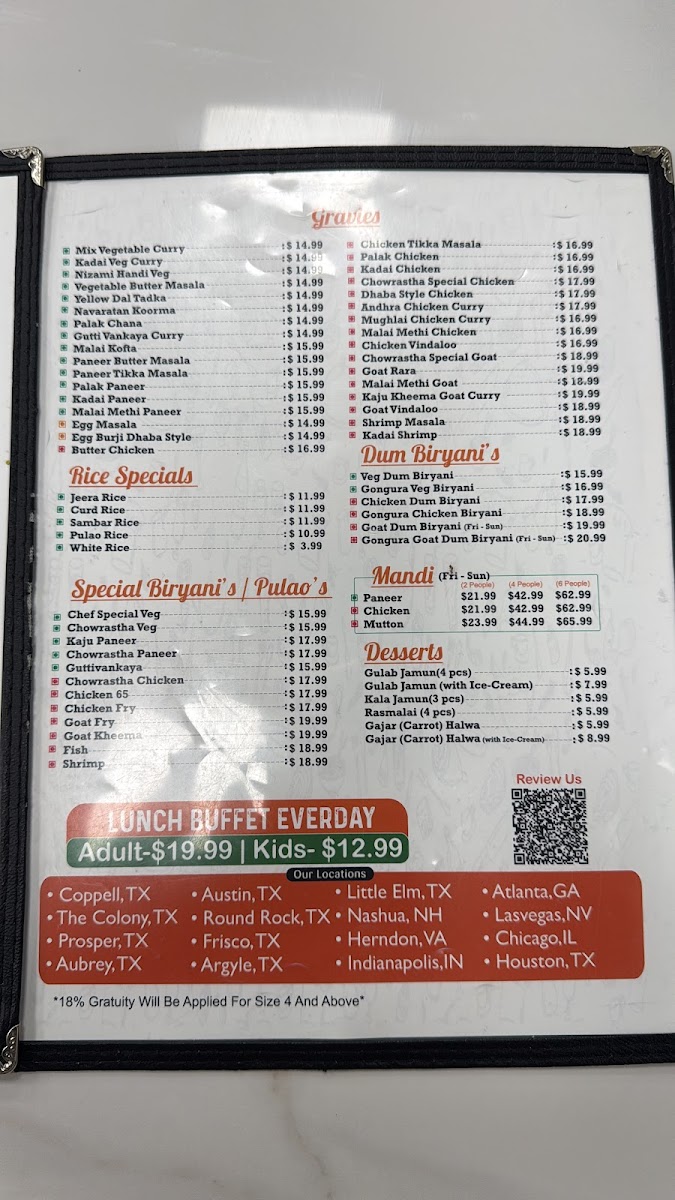 Gravies
Mix Vegetable Curry :$ 14.99
Kadai Veg Curry :$ 14.99
Nizami Handi Veg :$ 14.99
Vegetable Butter Masala :$ 14.99
Yellow Dal Tadka :$ 14.99
Navaratan Koorma :$ 14.99
Palak Chana :$ 14.99
Gutti Vankaya Curry :$ 14.99
Malai Kofta :$ 15.99
Paneer Butter Masala :$ 15.99
Paneer Tikka Masala :$ 15.99
Palak Paneer :$ 15.99
Kadai Paneer :$ 15.99
Malai Methi Paneer :$ 15.99
Egg Masala :$ 14.99
Egg Burji Dhaba Style :$ 14.99
Butter Chicken :$ 16.99
Rice Specials
Jeera Rice :$ 11.99
Curd Rice :$ 11.99
Sambar Rice :$ 11.99
Pulao Rice :$ 10.99
White Rice :$ 3.99
Special Biryani's / Pulao's
Chef Special Veg :$ 15.99
Chowrastha Veg :$ 15.99
Kaju Paneer :$ 17.99
Chowrastha Paneer :$ 17.99
Guttivankaya :$ 15.99
Chowrastha Chicken :$ 17.99
Chicken 65 :$ 17.99
Chicken Fry :$ 17.99
Goat Fry :$ 19.99
Goat Kheema :$ 19.99
Fish :$ 18.99
Shrimp :$ 18.99
Chicken Tikka Masala :$ 16.99
Palak Chicken :$ 16.99
Kadai Chicken :$ 16.99
Chowrastha Special Chicken :$ 17.99
Dhaba Style Chicken :$ 17.99
Andhra Chicken Curry :$ 17.99
Mughlai Chicken Curry :$ 16.99
Malai Methi Chicken :$ 16.99
Chicken Vindaloo :$ 16.99
Chowrastha Special Goat :$ 18.99
Goat Rara :$ 19.99
Malai Methi Goat :$ 18.99
Kaju Kheema Goat Curry :$ 19.99
Goat Vindaloo :$ 18.99
Shrimp Masala :$ 18.99
Kadai Shrimp :$ 18.99
Dum Biryani's
Veg Dum Biryani :$ 15.99
Gongura Veg Biryani :$ 16.99
Chicken Dum Biryani :$ 17.99
Gongura Chicken Biryani :$ 18.99
Goat Dum Biryani (Fri - Sun) :$ 19.99
Gongura Goat Dum Biryani (Fri - Sun) :$ 20.99
Mandi (Fri - Sun)
(2 People) (4 People) (6 People)
Paneer $21.99 $42.99 $62.99
Chicken $21.99 $42.99 $62.99
Mutton $23.99 $44.99 $65.99
Desserts
Gulab Jamun(4 pcs) :$ 5.99
Gulab Jamun (with Ice-Cream) :$ 7.99
Kala Jamun(3 pcs) :$ 5.99
Rasmalai (4 pcs) :$ 5.99
Gajar (Carrot) Halwa :$ 5.99
Gajar (Carrot) Halwa (with Ice-Cream) :$ 8.99
Review Us
LUNCH BUFFET EVERDAY
Adult-$19.99 | Kids- $12.99
Our Locations
• Coppell,TX • Austin,TX • Little Elm,TX • Atlanta,GA
• The Colony,TX • Round Rock,TX • Nashua, NH • Lasvegas,NV
• Prosper,TX • Frisco,TX • Herndon,VA • Chicago,IL
• Aubrey,TX • Argyle,TX • Indianapolis,IN • Houston,TX
*18% Gratuity Will Be Applied For Size 4 And Above*